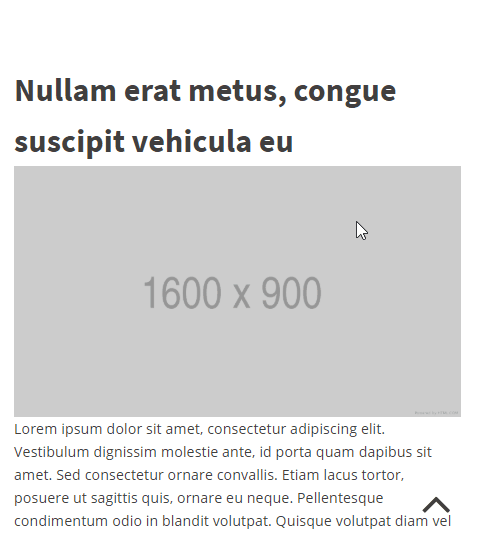 Nullam erat metus, congue
suscipit vehicula eu
1600 x 900
Lorem ipsum dolor sit amet, consectetur adipiscing elit.
Vestibulum dignissim molestie ante, id porta quam dapibus sit
amet. Sed consectetur ornare convallis. Etiam lacus tortor,
posuere ut sagittis quis, ornare eu neque. Pellentesque
condimentum odio in blandit volutpat. Quisque volutpat diam vel